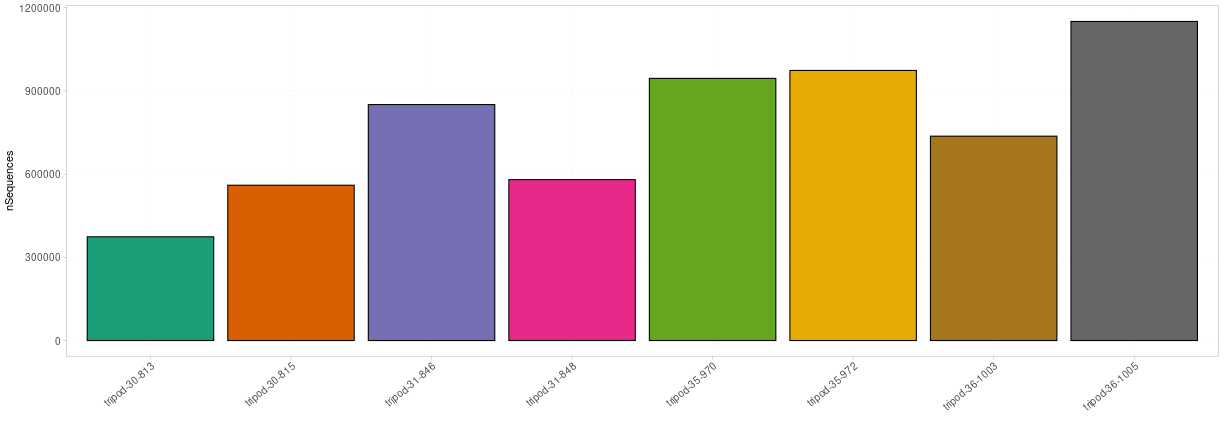 1200000
900000
600000
300000
0
nSequences
tripod-30-813
tripod-30-815
tripod-31-846
tripod-31-848
tripod-35-970
tripod-35-972
tripod-36-1003
tripod-36-1005